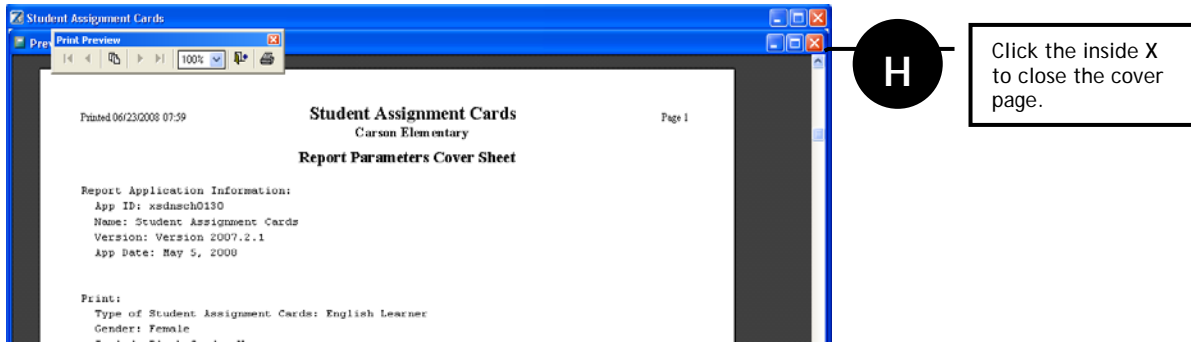 Student Assignment Cards
Print Preview
100%
Printed 06/23/2008 07:59
Student Assignment Cards
Page 1
Carson Elementary
Report Parameters Cover Sheet
Report Application Information:
App ID: xsdnsch0130
Name: Student Assignment Cards
Version: Version 2007.2.1
App Date: May 5, 2008
Print:
Type of Student Assignment Cards: English Learner
Gender: Female
H
Click the inside X
to close the cover
page.